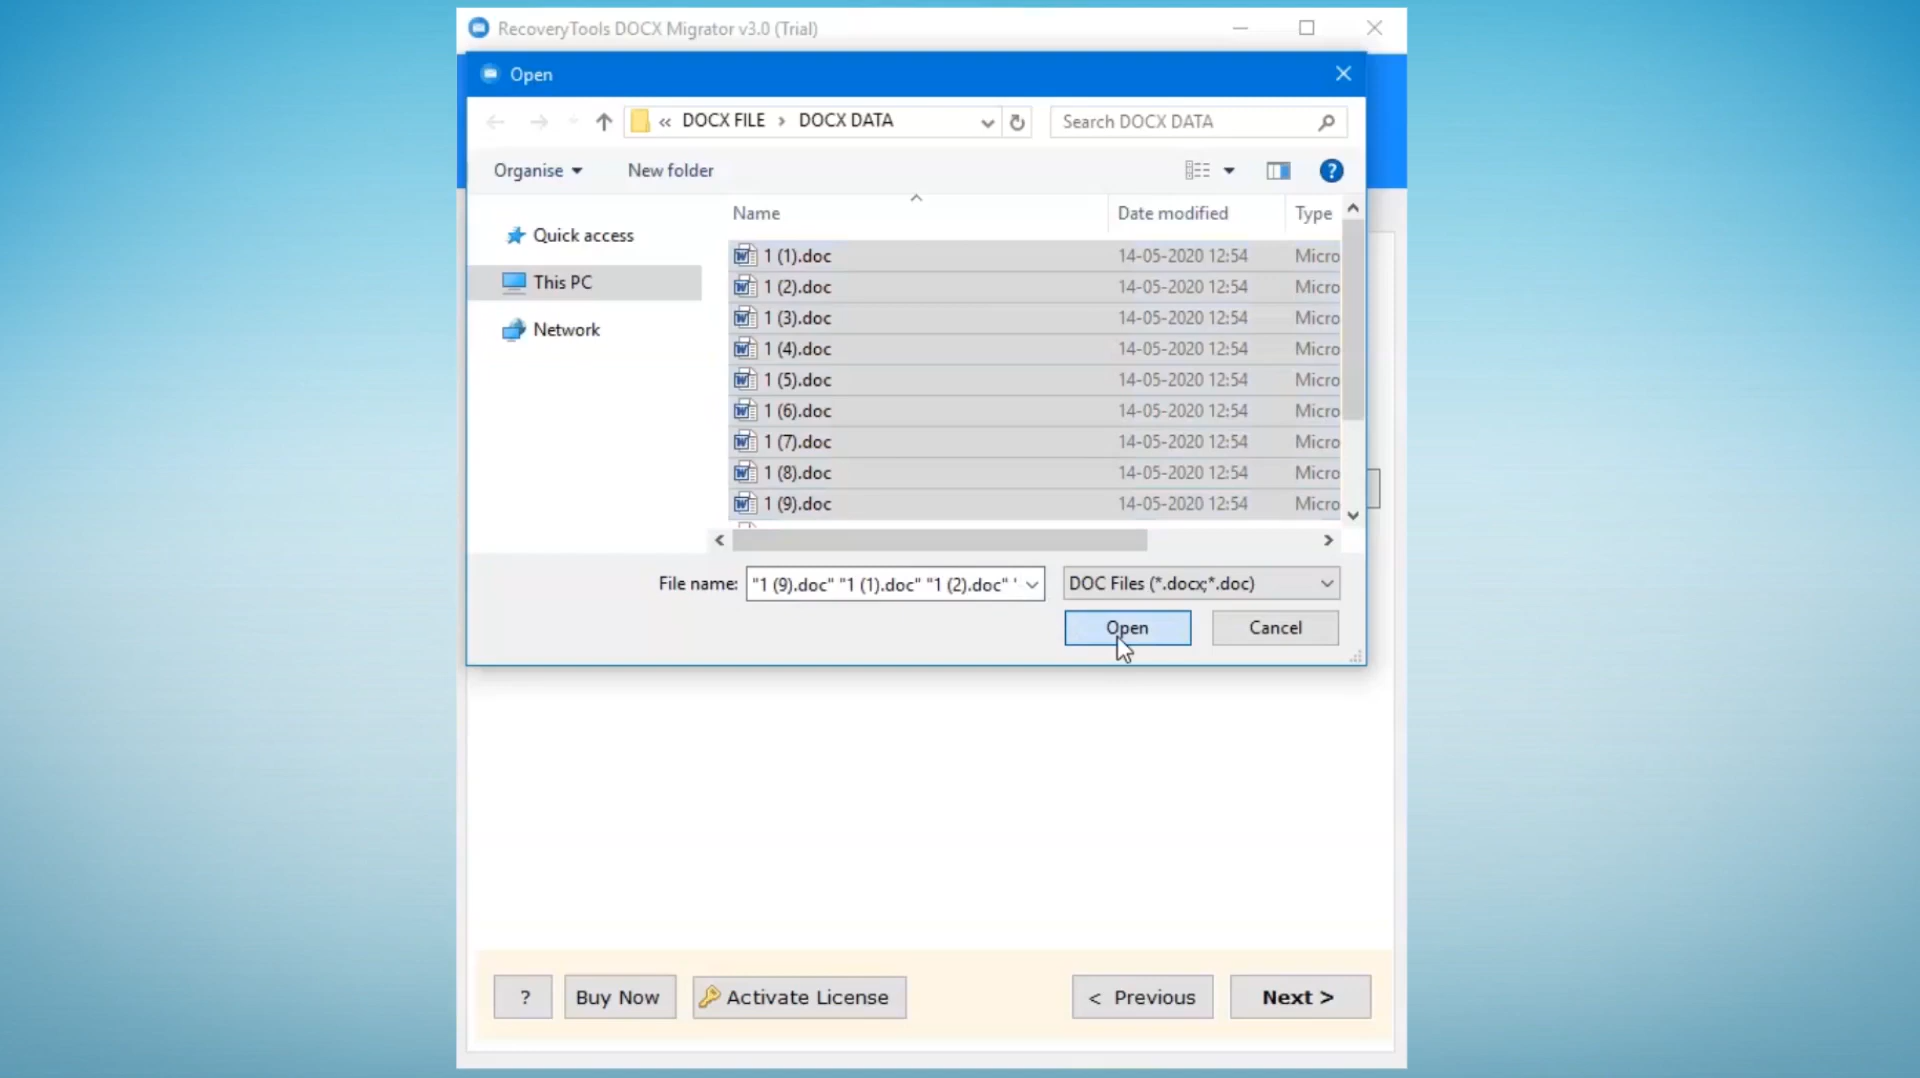 RecoveryTools DOCX Migrator v3.0 (Trial)
Open
« DOCX FILE › DOCX DATA
Search DOCX DATA
Organise
New folder
?
Name
Date modified
Type
Quick access
This PC
Network
1 (1).doc 14-05-2020 12:54 Micro
1 (2).doc 14-05-2020 12:54 Micro
1 (3).doc 14-05-2020 12:54 Micro
1 (4).doc 14-05-2020 12:54 Micro
1 (5).doc 14-05-2020 12:54 Micro
1 (6).doc 14-05-2020 12:54 Micro
1 (7).doc 14-05-2020 12:54 Micro
1 (8).doc 14-05-2020 12:54 Micro
1 (9).doc 14-05-2020 12:54 Micro
File name: "1 (9).doc" "1 (1).doc" "1 (2).doc" '
DOC Files (*.docx;*.doc)
Open
Cancel
?
Buy Now
Activate License
< Previous
Next >